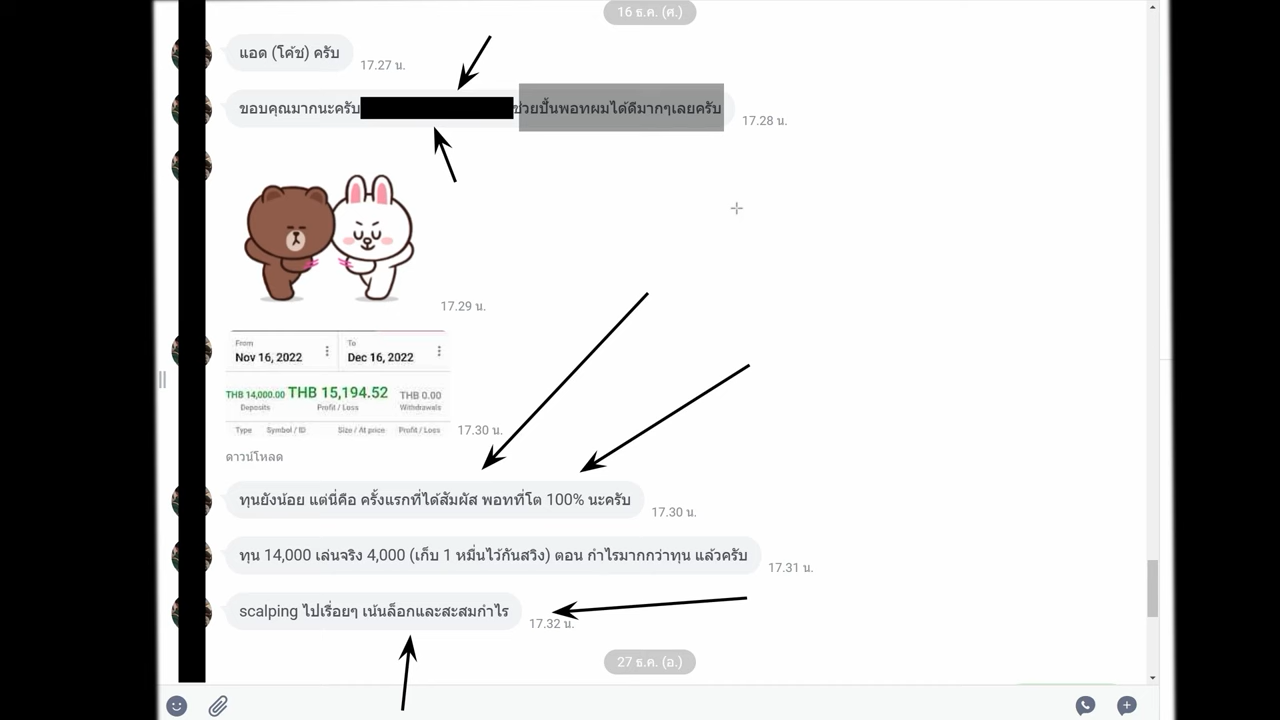 16 ธ.ค. (ศ.)
แอด (โค้ช) ครับ
17.27 น.
ขอบคุณมากนะครับ ช่วยปั้นพอทผมได้ดีมากๆเลยครับ
17.28 น.
17.29 น.
From To
Nov 16, 2022 Dec 16, 2022
THB 14,000.00 THB 15,194.52 THB 0.00
Deposits Profit / Loss Withdrawals
Type Symbol / ID Size / At price Profit / Loss
17.30 น.
ดาวน์โหลด
ทุนยังน้อย แต่นี่คือ ครั้งแรกที่ได้สัมผัส พอทที่โต 100% นะครับ
17.30 น.
ทุน 14,000 เล่นจริง 4,000 (เก็บ 1 หมื่นไว้กันสวิง) ตอน กำไรมากกว่าทุน แล้วครับ
17.31 น.
scalping ไปเรื่อยๆ เน้นล็อกและสะสมกำไร
17.32 น.
27 ธ.ค. (อ.)